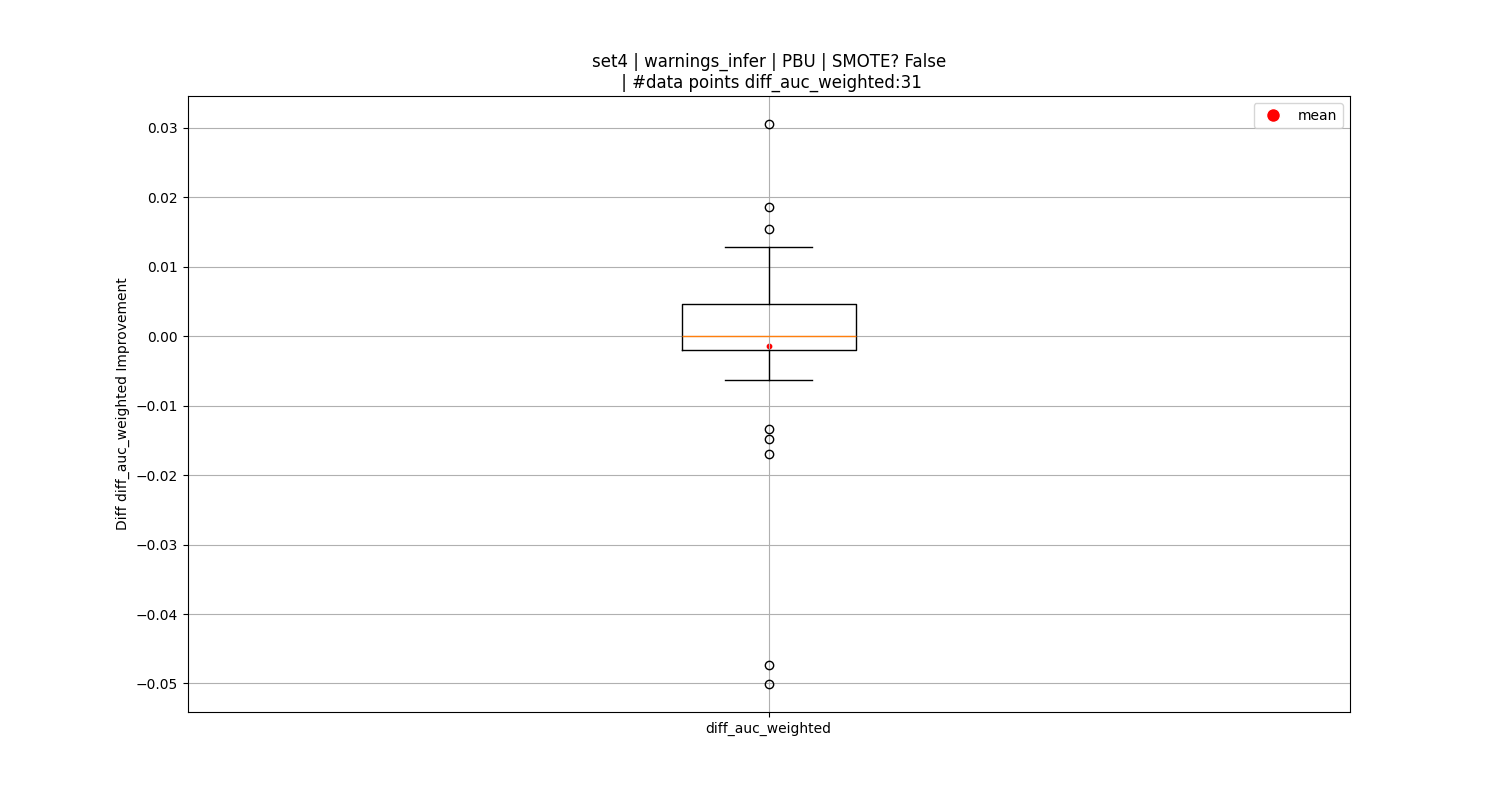 set4 | warnings_infer | PBU | SMOTE? False
| #data points diff_auc_weighted:31
mean
0.03
0.02
0.01
0.00
−0.01
−0.02
−0.03
−0.04
−0.05
Diff diff_auc_weighted Improvement
diff_auc_weighted